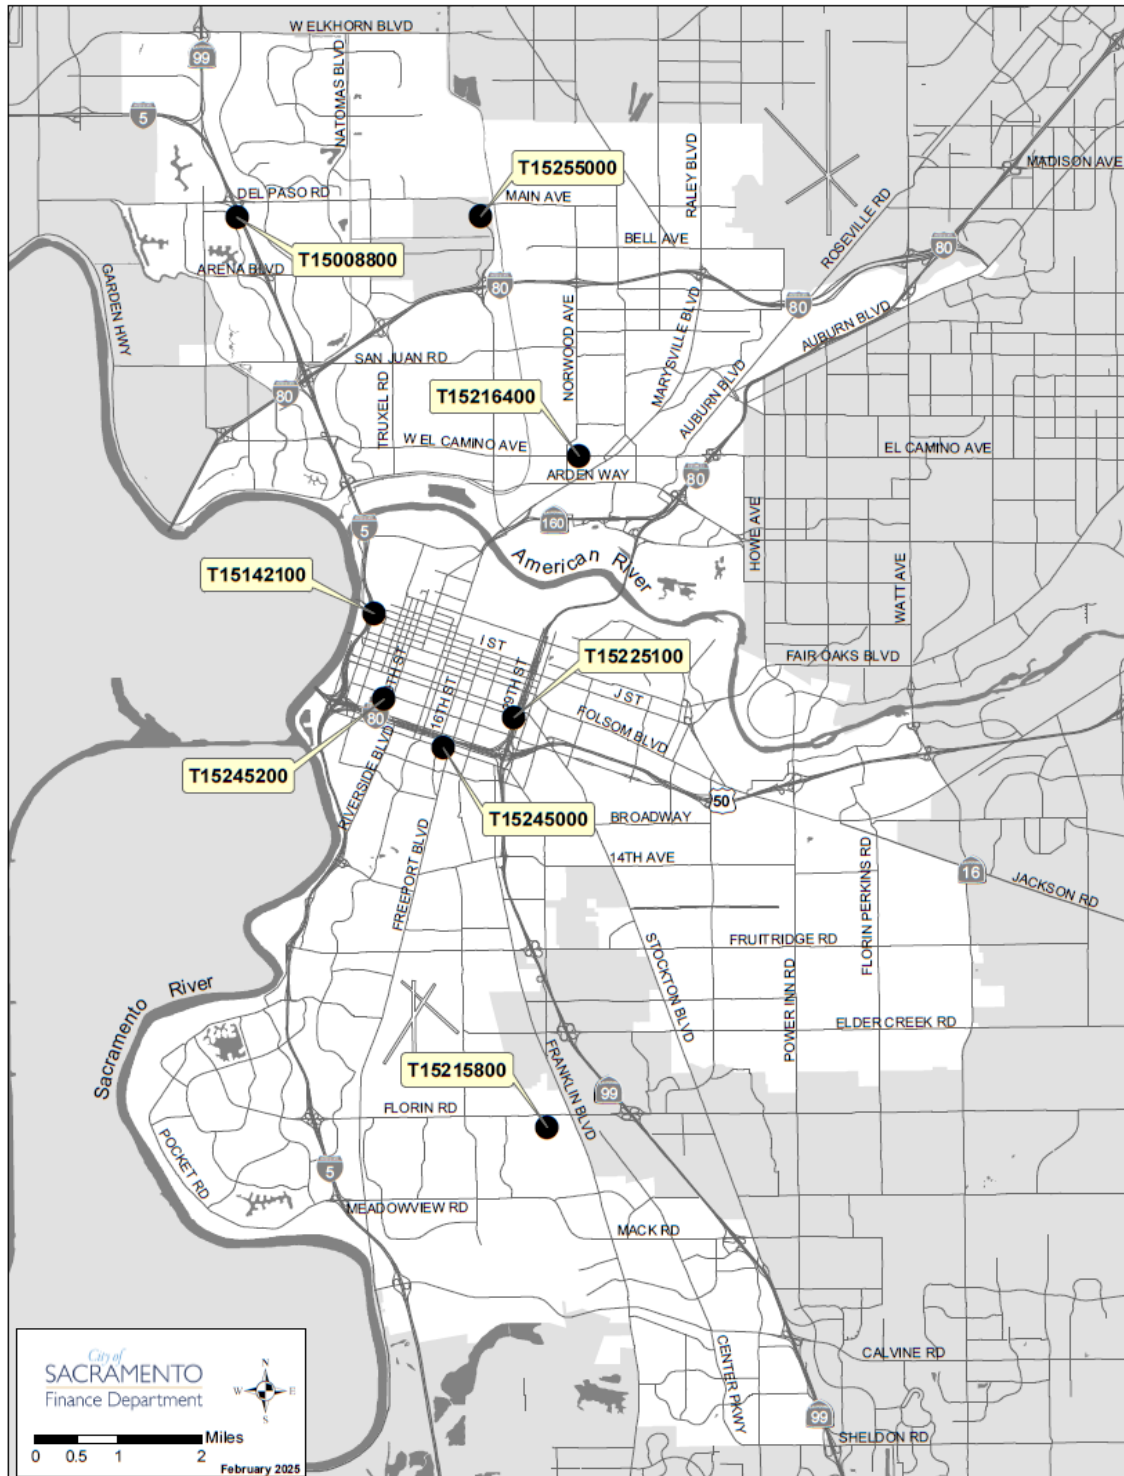 W ELKHORN BLVD
99
5
NATOMAS BLVD
RALEY BLVD
MADISON AVE
T15255000
DEL PASO RD
MAIN AVE
ROSEVILLE RD
BELL AVE
80
T15008800
ARENA BLVD
GARDEN HWY
80
80
NORWOOD AVE
MARYSVILLE BLVD
AUBURN BLVD
SAN JUAN RD
80
TRUXEL RD
T15216400
AUBURN BLVD
W EL CAMINO AVE
EL CAMINO AVE
ARDEN WAY
80
HOWE AVE
160
5
American River
WATT AVE
T15142100
I ST
T15225100
FAIR OAKS BLVD
TH ST
16TH ST
29TH ST
J ST
FOLSOM BLVD
80
T15245200
RIVERSIDE BLVD
50
T15245000
BROADWAY
FREEPORT BLVD
14TH AVE
FLORIN PERKINS RD
16
JACKSON RD
STOCKTON BLVD
FRUITRIDGE RD
POWER INN RD
Sacramento River
ELDER CREEK RD
T15215800
FRANKLIN BLVD
99
FLORIN RD
POCKET RD
5
MEADOWVIEW RD
MACK RD
CENTER PKWY
CALVINE RD
99
SHELDON RD
City of
SACRAMENTO
Finance Department
N
W E
S
Miles
0 0.5 1 2
February 2025